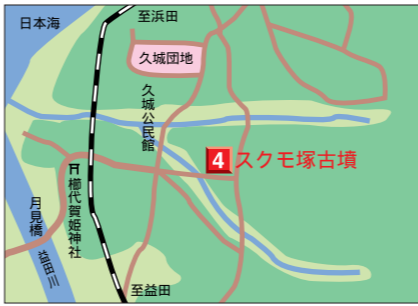 日本海
至浜田
久城団地
久城公民館
4 スクモ塚古墳
櫛代賀姫神社
月見橋
益田川
至益田